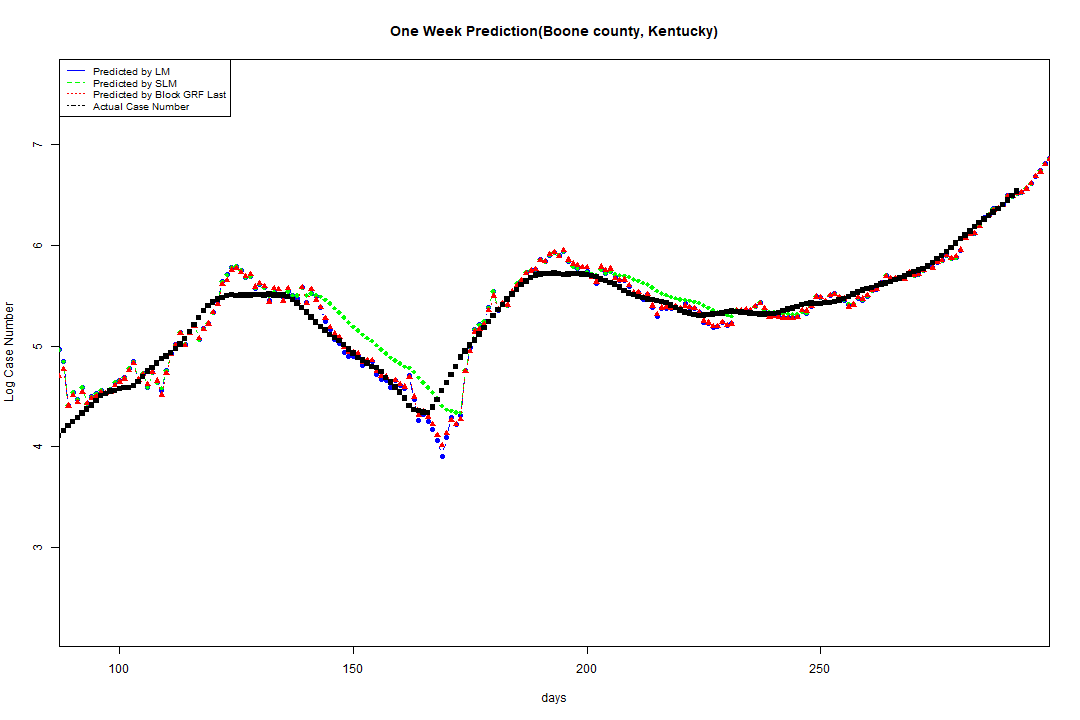 One Week Prediction(Boone county, Kentucky)
Predicted by LM
Predicted by SLM
Predicted by Block GRF Last
Actual Case Number
7
6
5
4
3
Log Case Number
100 150 200 250
days